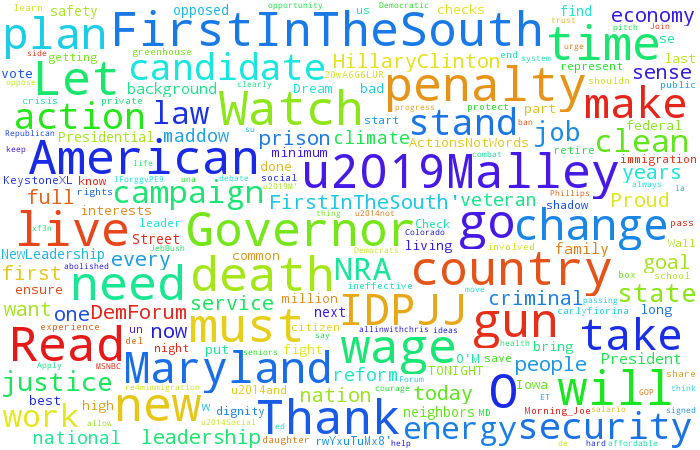 learn opportunity Democratic Join
safety opposed us checks find economy
plan FirstInTheSouth time
side greenhouse trust pitch se
getting HillaryClinton represent last
Let candidate clearly 20wA6G6LUR end system urge
oppose background Dream bad penalty sense
crisis private Watch progress protect shouldn public
vote action law stand ban make
Republican Presidential maddow su start part job federal
keep American prison climate ActionsNotWords clean
combat retire immigration
KeystoneXL know life minimum u2019Malley years
rights 1ForggvPE9 una debate done social u2019M' always la
full campaign FirstInTheSouth' veteran Phillips Proud
interests thing u2014not Check shadow pass
xf3n leader live Governor go change
NewLeadership Street JebBush Colorado family Wall
first every common Democrats living involved goal
ensure abolished need death NRA country box school
want million ineffective move state
experience one DemForum service next IDPJJ criminal carlyfiorina passing long
un now must citizen allinwithchris ideas gun take
Read night put say fight wage save health bring
MSNBC del seniors reform O'M TONIGHT people President
Apply re4mimmigration Maryland courage Forum Iowa share
justice best high w u2014and nation today ET GOP think
work new dignity Thank O Morning_Joe will salario signed
allow u2014Social neighbors MD
national leadership ed energy security
daughter rwYxuTuMx8' help de hard affordable